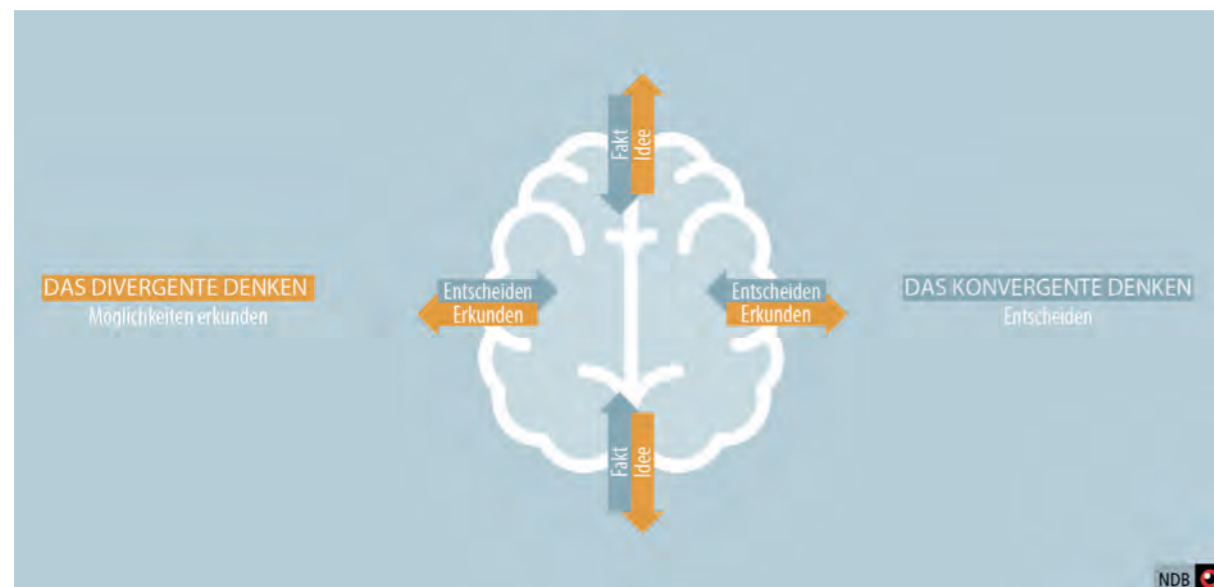 Fakt
Idee
DAS DIVERGENTE DENKEN
Möglichkeiten erkunden
Entscheiden
Erkunden
Entscheiden
Erkunden
DAS KONVERGENTE DENKEN
Entscheiden
Fakt
Idee
NDB